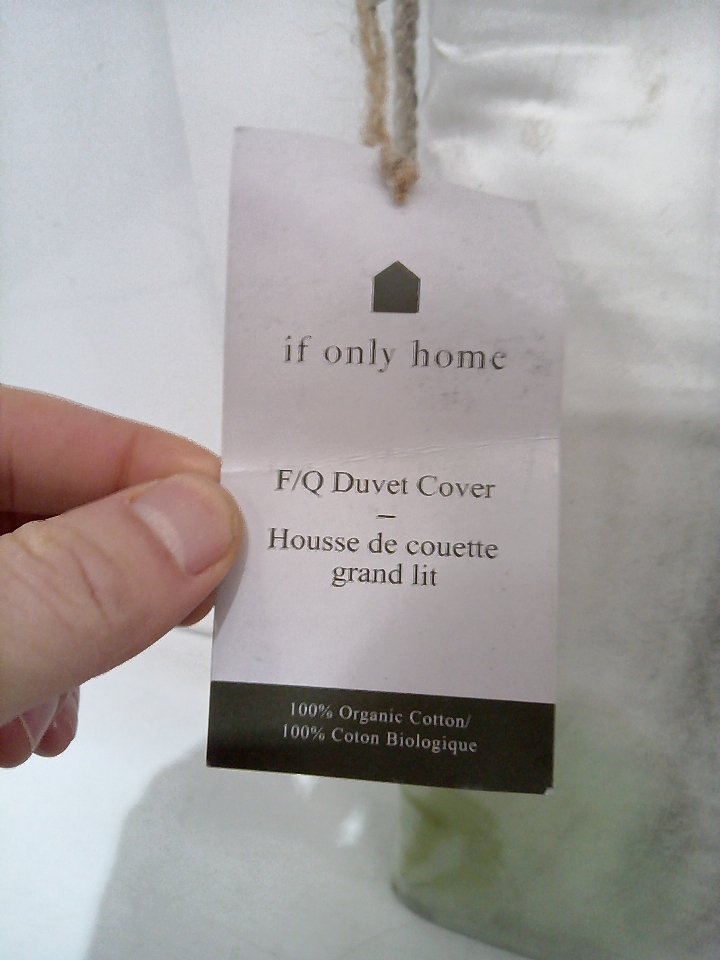 if only home
F/Q Duvet Cover
–
Housse de couette
grand lit
100% Organic Cotton/
100% Coton Biologique